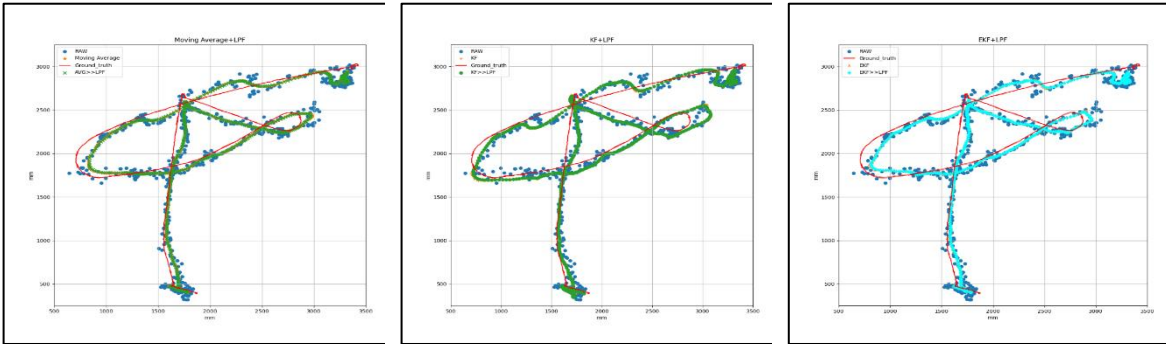 Moving Average+LPF
RAW
Moving Average
Ground_truth
AVG>>LPF
3000
2500
2000
1500
1000
500
mm
500
1000
1500
2000
2500
3000
3500
mm
KF+LPF
RAW
KF
Ground_truth
KF>>LPF
3000
2500
2000
1500
1000
500
mm
500
1000
1500
2000
2500
3000
3500
mm
EKF+LPF
RAW
Ground_truth
EKF
EKF>>LPF
3000
2500
2000
1500
1000
500
mm
500
1000
1500
2000
2500
3000
3500
mm